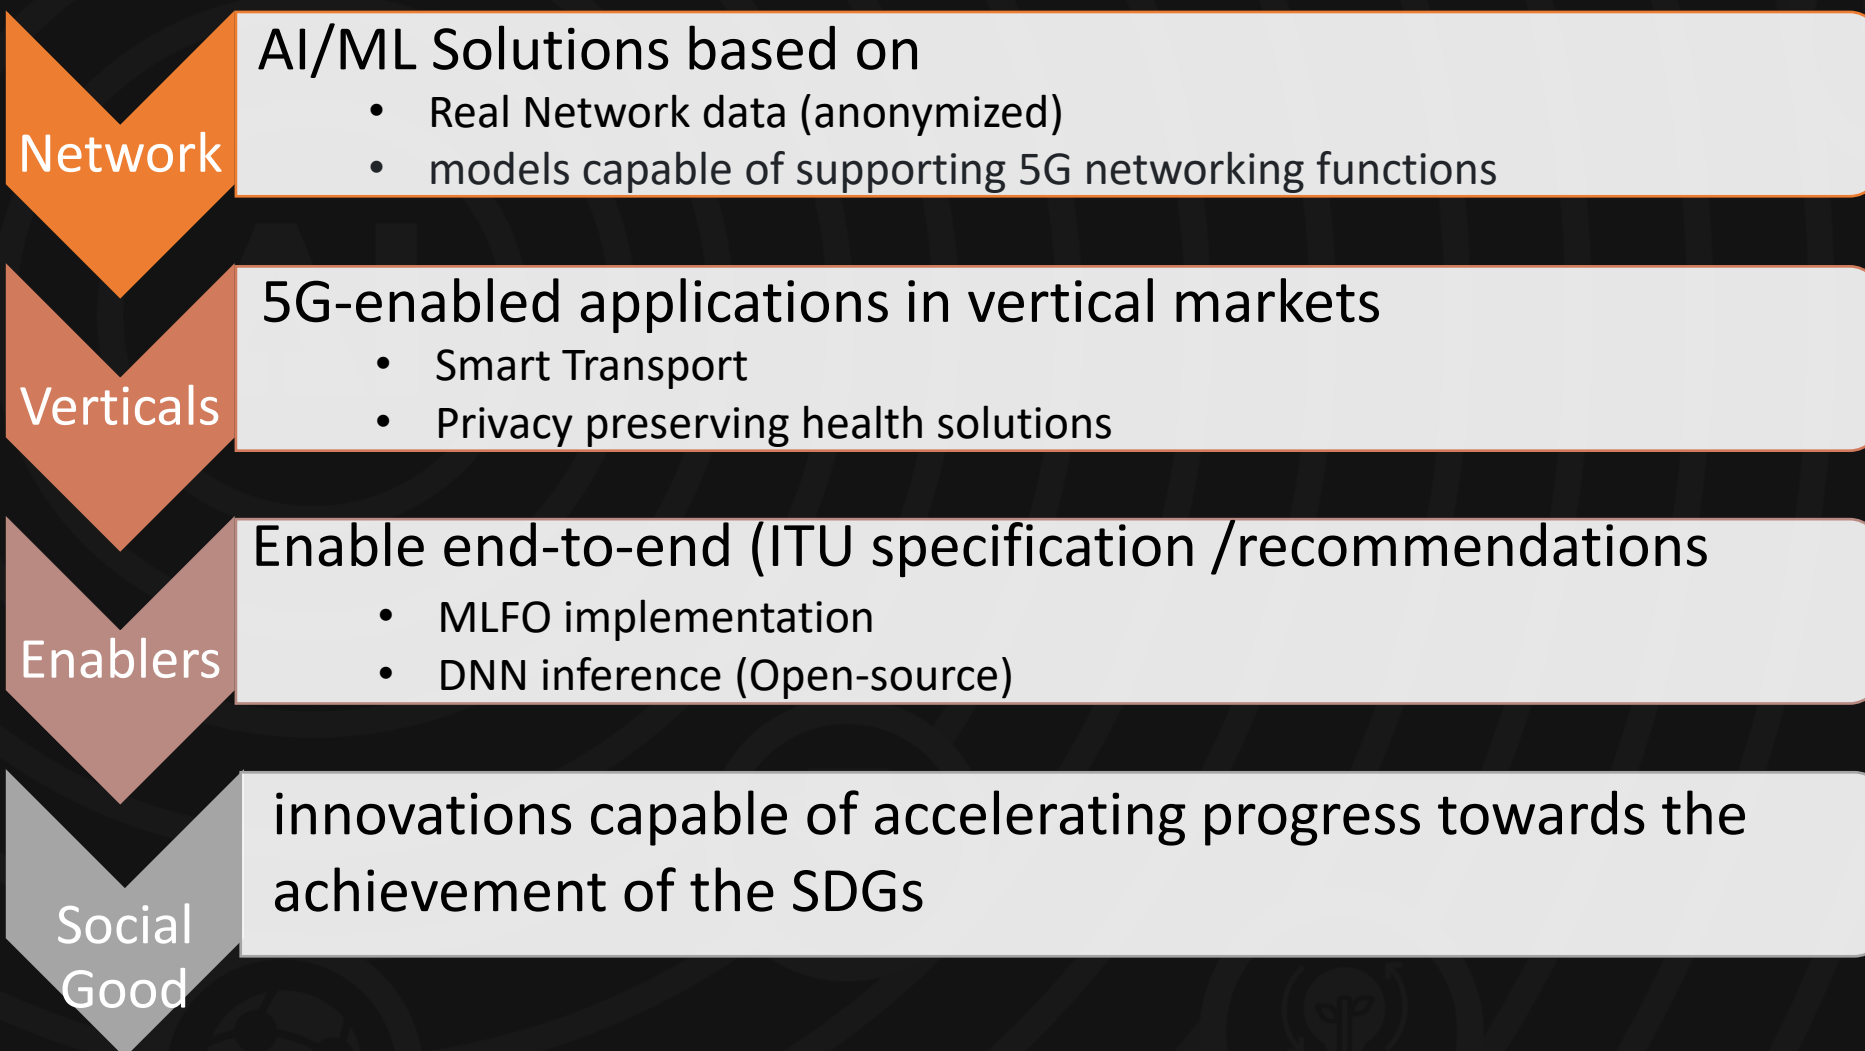 Network
AI/ML Solutions based on
• Real Network data (anonymized)
• models capable of supporting 5G networking functions
Verticals
5G-enabled applications in vertical markets
• Smart Transport
• Privacy preserving health solutions
Enablers
Enable end-to-end (ITU specification /recommendations
• MLFO implementation
• DNN inference (Open-source)
Social
Good
innovations capable of accelerating progress towards the
achievement of the SDGs